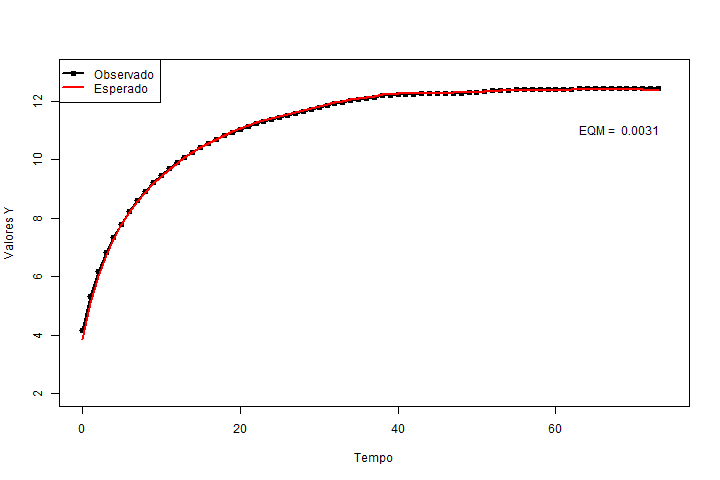 Observado
Esperado
EQM = 0.0031
Valores Y
12
10
8
6
4
2
0
20
40
60
Tempo